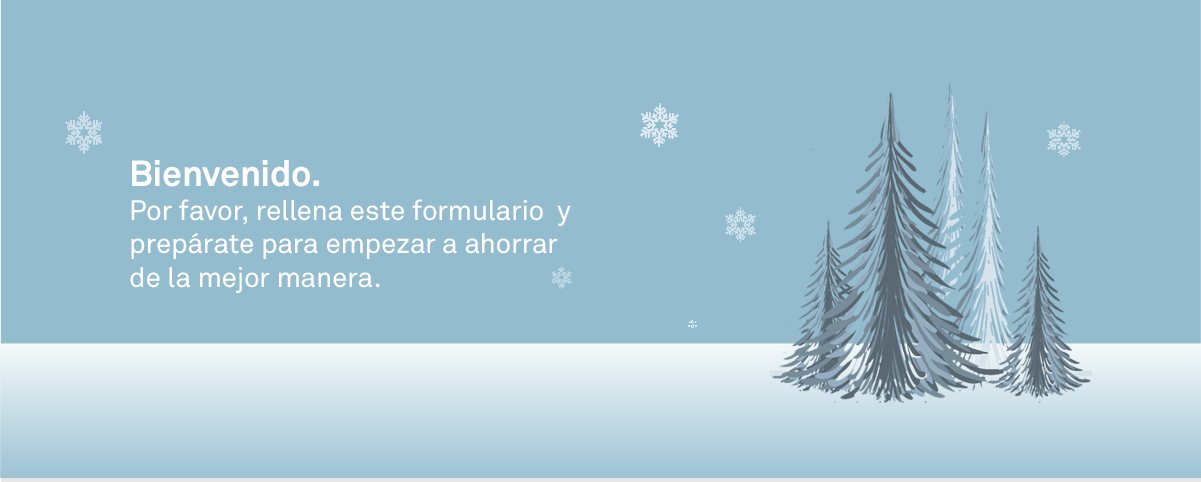 Bienvenido.
Por favor, rellena este formulario y
prepárate para empezar a ahorrar
de la mejor manera.